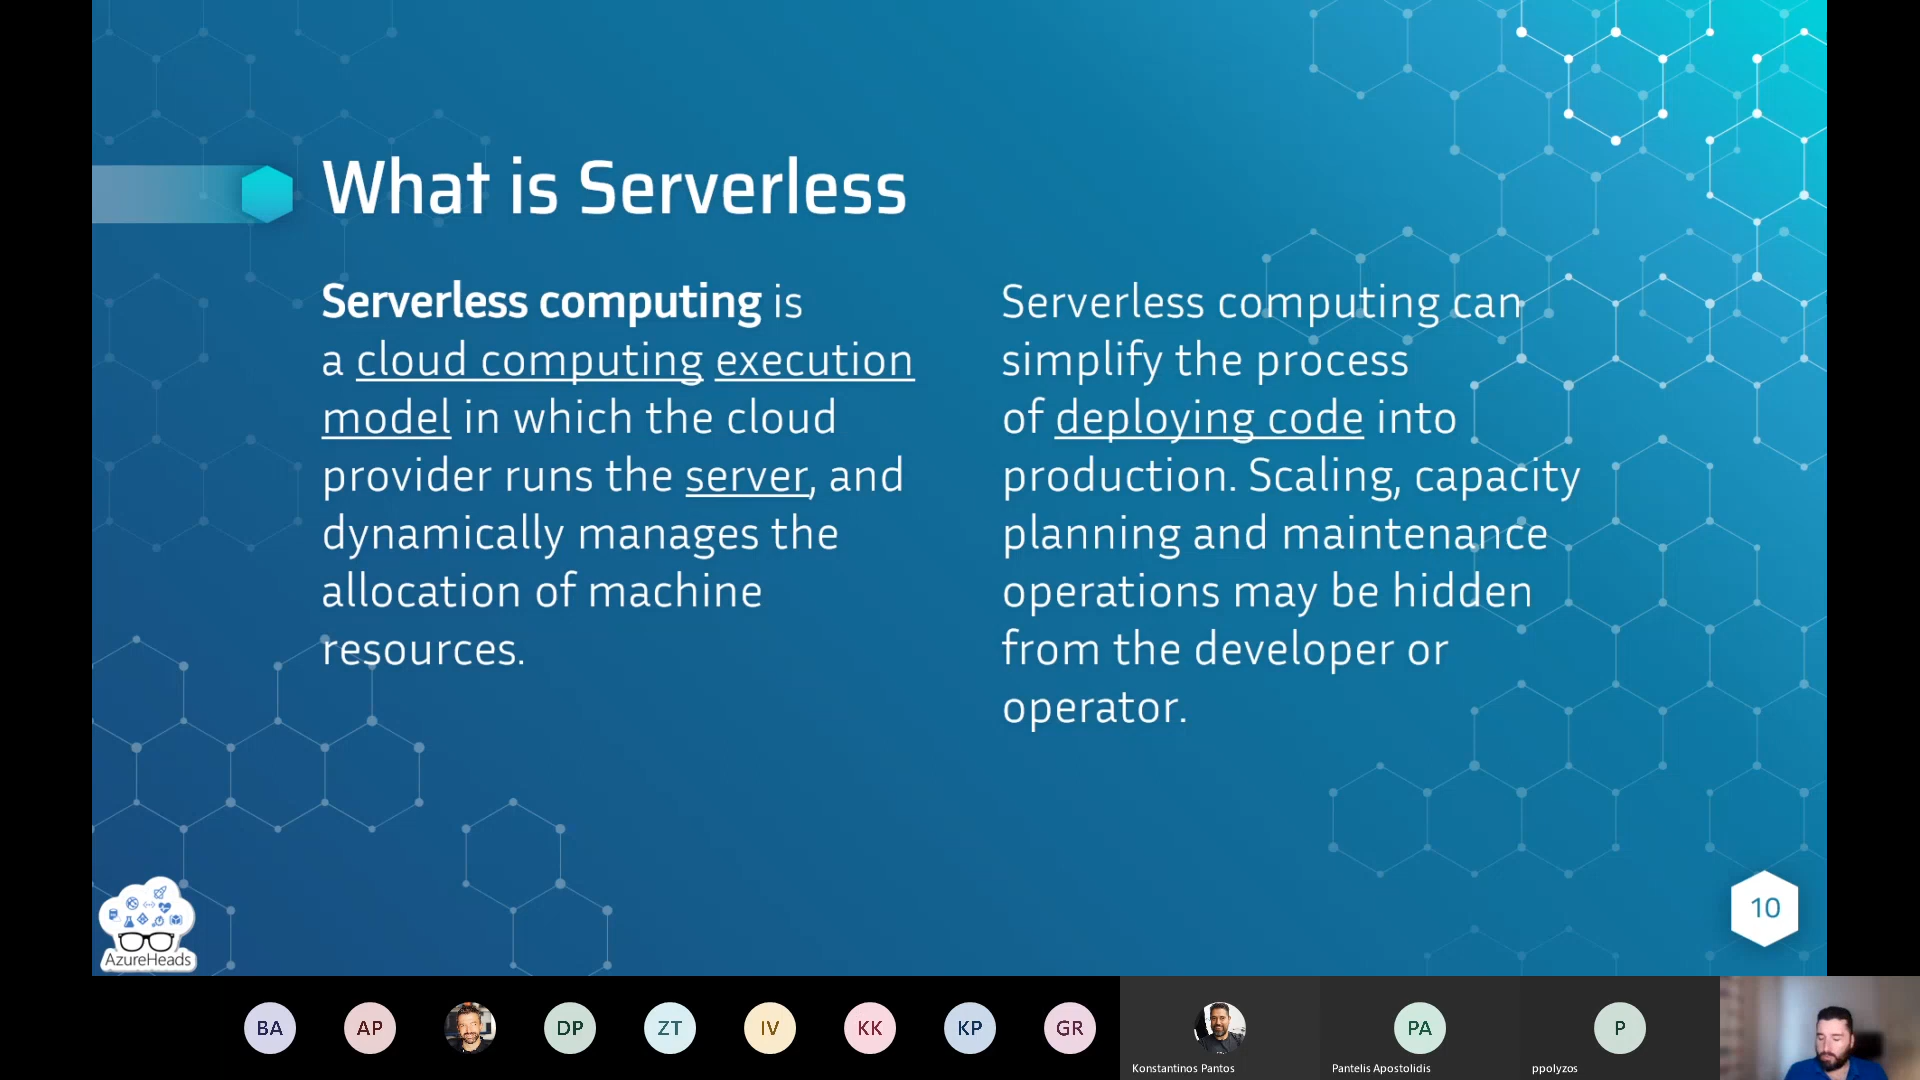 What is Serverless
Serverless computing is
a cloud computing execution
model in which the cloud
provider runs the server, and
dynamically manages the
allocation of machine
resources.
Serverless computing can
simplify the process
of deploying code into
production. Scaling, capacity
planning and maintenance
operations may be hidden
from the developer or
operator.
AzureHeads
10
BA
AP
DP
ZT
IV
KK
KP
GR
Konstantinos Pantos
PA
Pantelis Apostolidis
P
ppolyzos